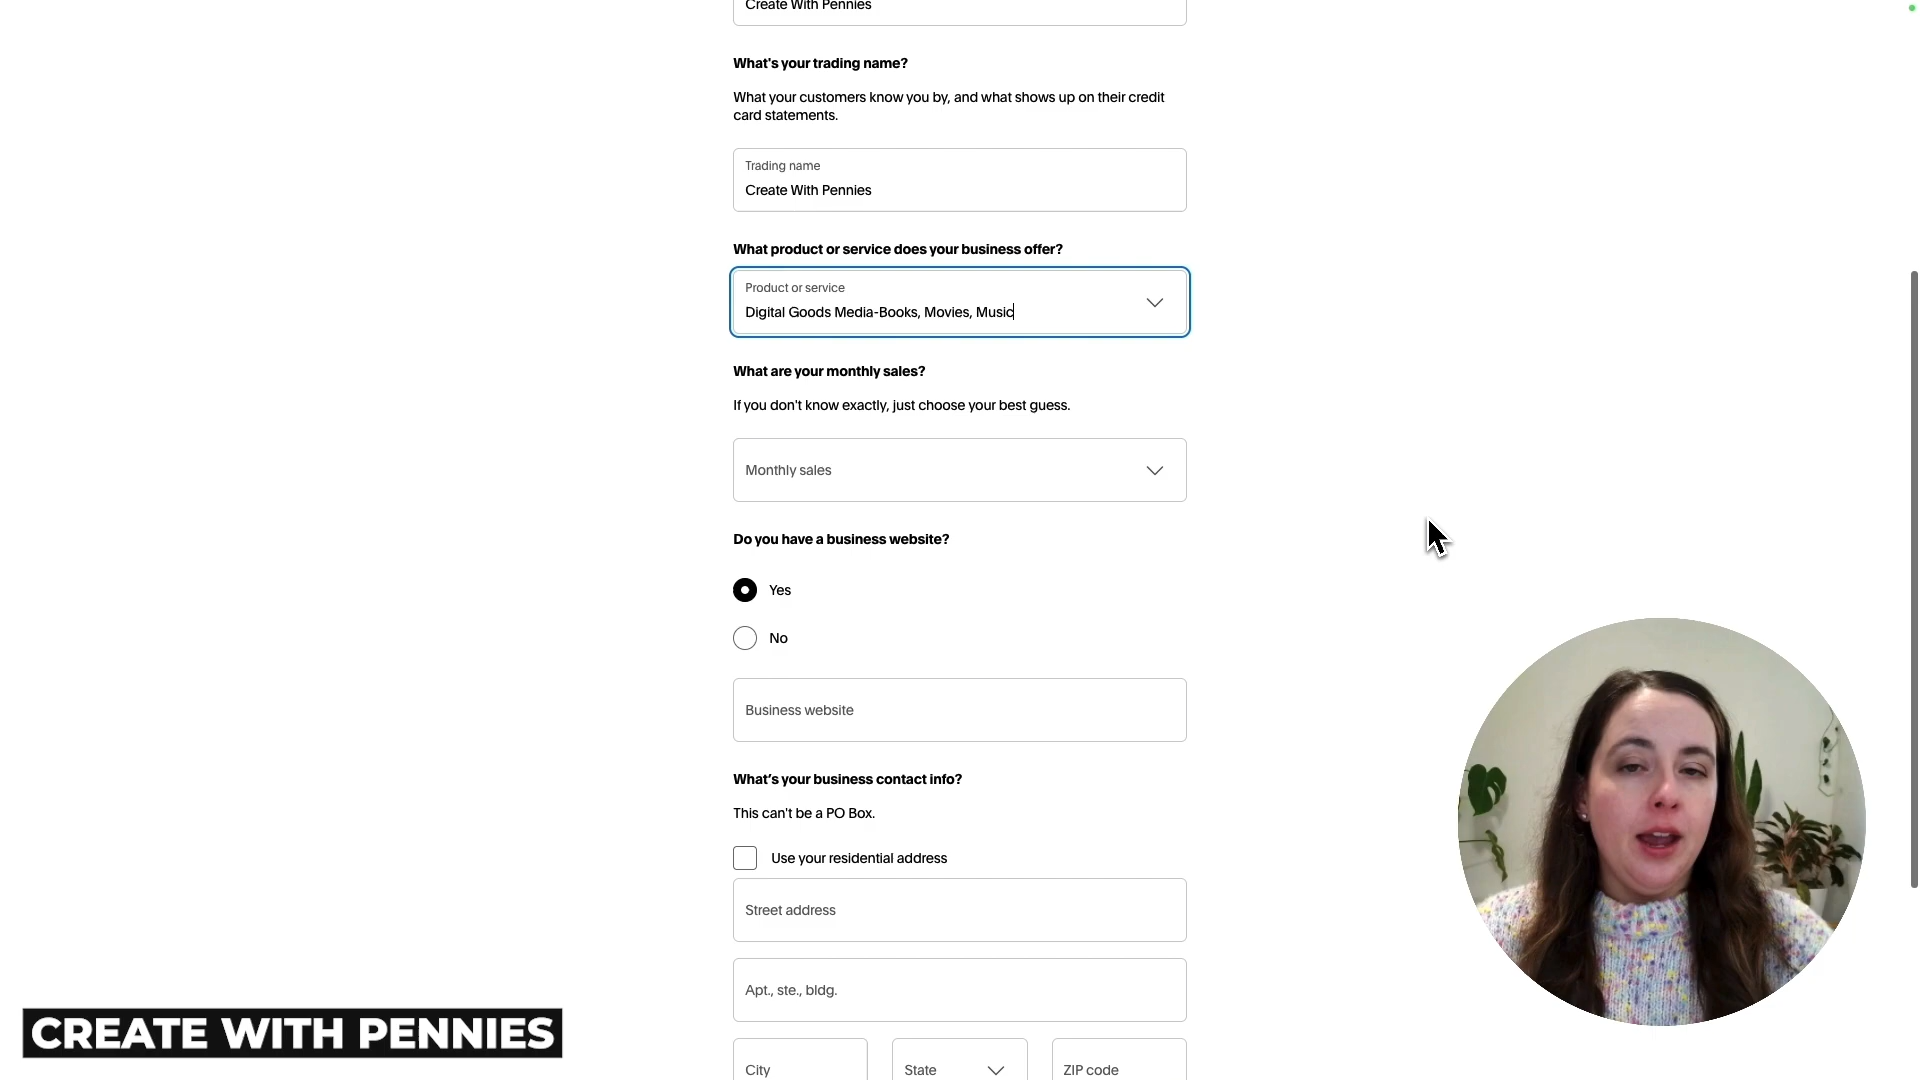 Create With Pennies
What's your trading name?
What your customers know you by, and what shows up on their credit
card statements.
Trading name
Create With Pennies
What product or service does your business offer?
Product or service
Digital Goods Media-Books, Movies, Music
What are your monthly sales?
If you don't know exactly, just choose your best guess.
Monthly sales
Do you have a business website?
Yes
No
Business website
What's your business contact info?
This can't be a PO Box.
Use your residential address
Street address
Apt., ste., bldg.
City
State
ZIP code
CREATE WITH PENNIES